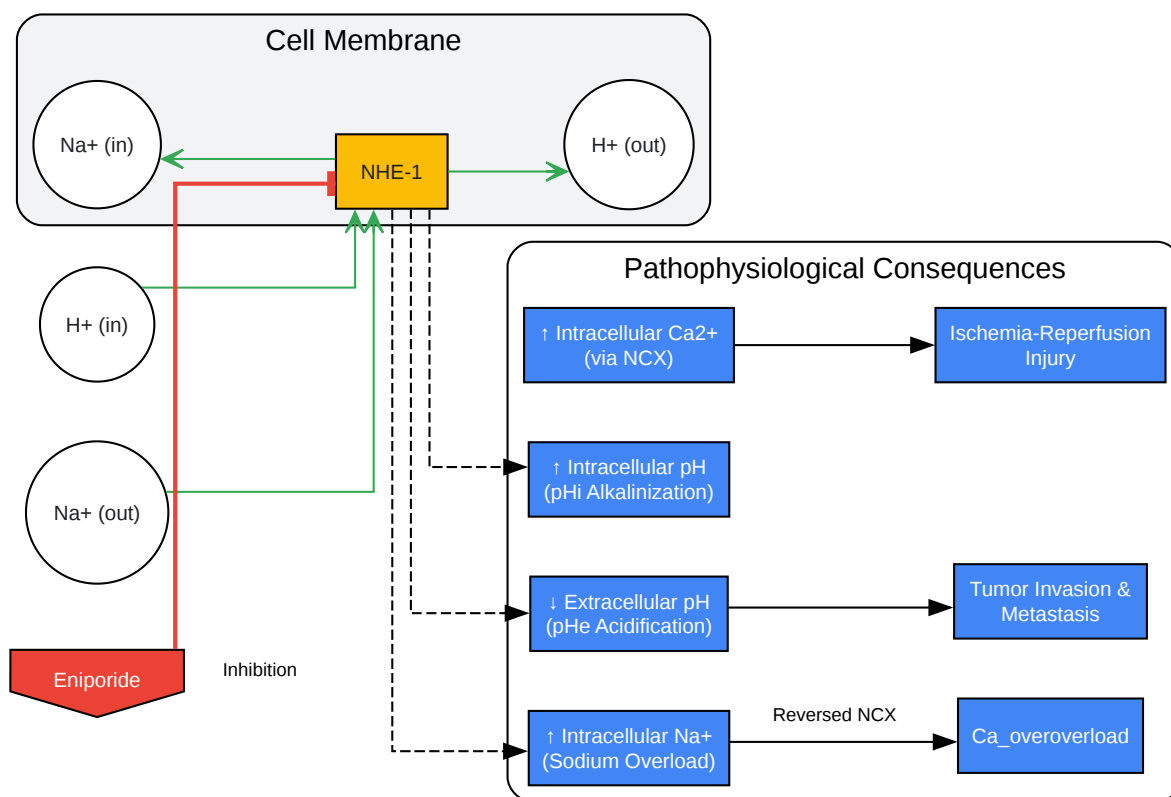 Cell Membrane
Na+ (in)
NHE-1
H+ (out)
H+ (in)
Na+ (out)
Eniporide
Inhibition
Pathophysiological Consequences
↑ Intracellular Ca2+
(via NCX)
Ischemia-Reperfusion
Injury
↑ Intracellular pH
(pHi Alkalinization)
↓ Extracellular pH
(pHe Acidification)
Tumor Invasion &
Metastasis
↑ Intracellular Na+
(Sodium Overload)
Reversed NCX
Ca_overoverload